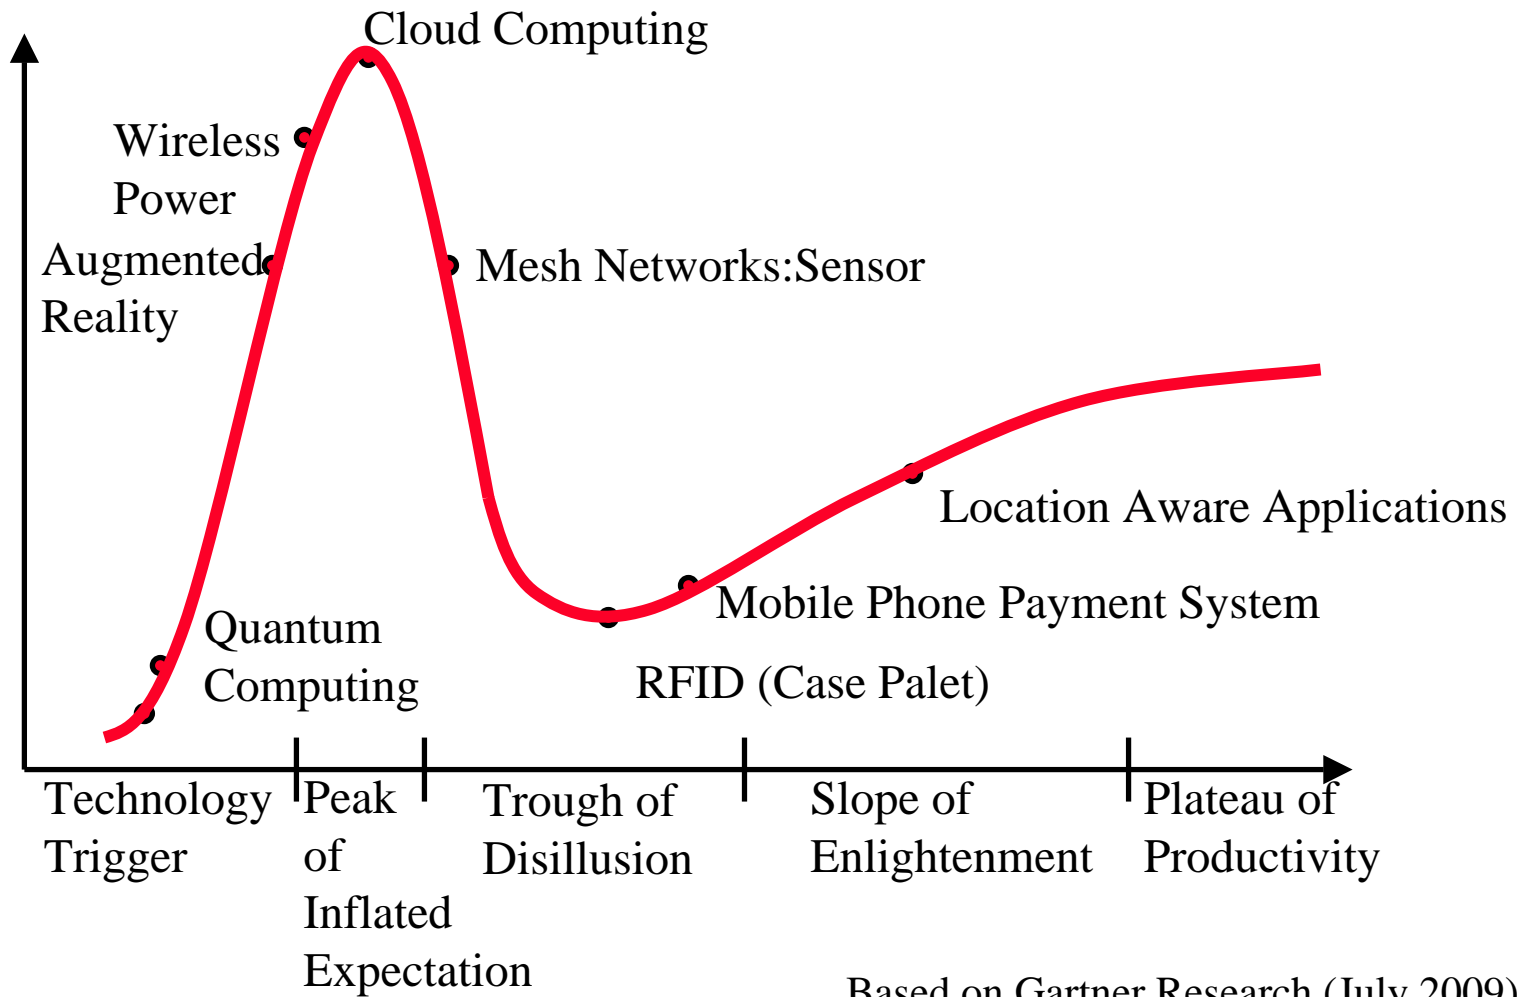 Cloud Computing
Wireless
Power
Augmented
Reality
Mesh Networks:Sensor
Location Aware Applications
Mobile Phone Payment System
Quantum
Computing
RFID (Case Palet)
Technology
Trigger
Peak
of
Inflated
Expectation
Trough of
Disillusion
Slope of
Enlightenment
Plateau of
Productivity
Based on Gartner Research (July 2009)